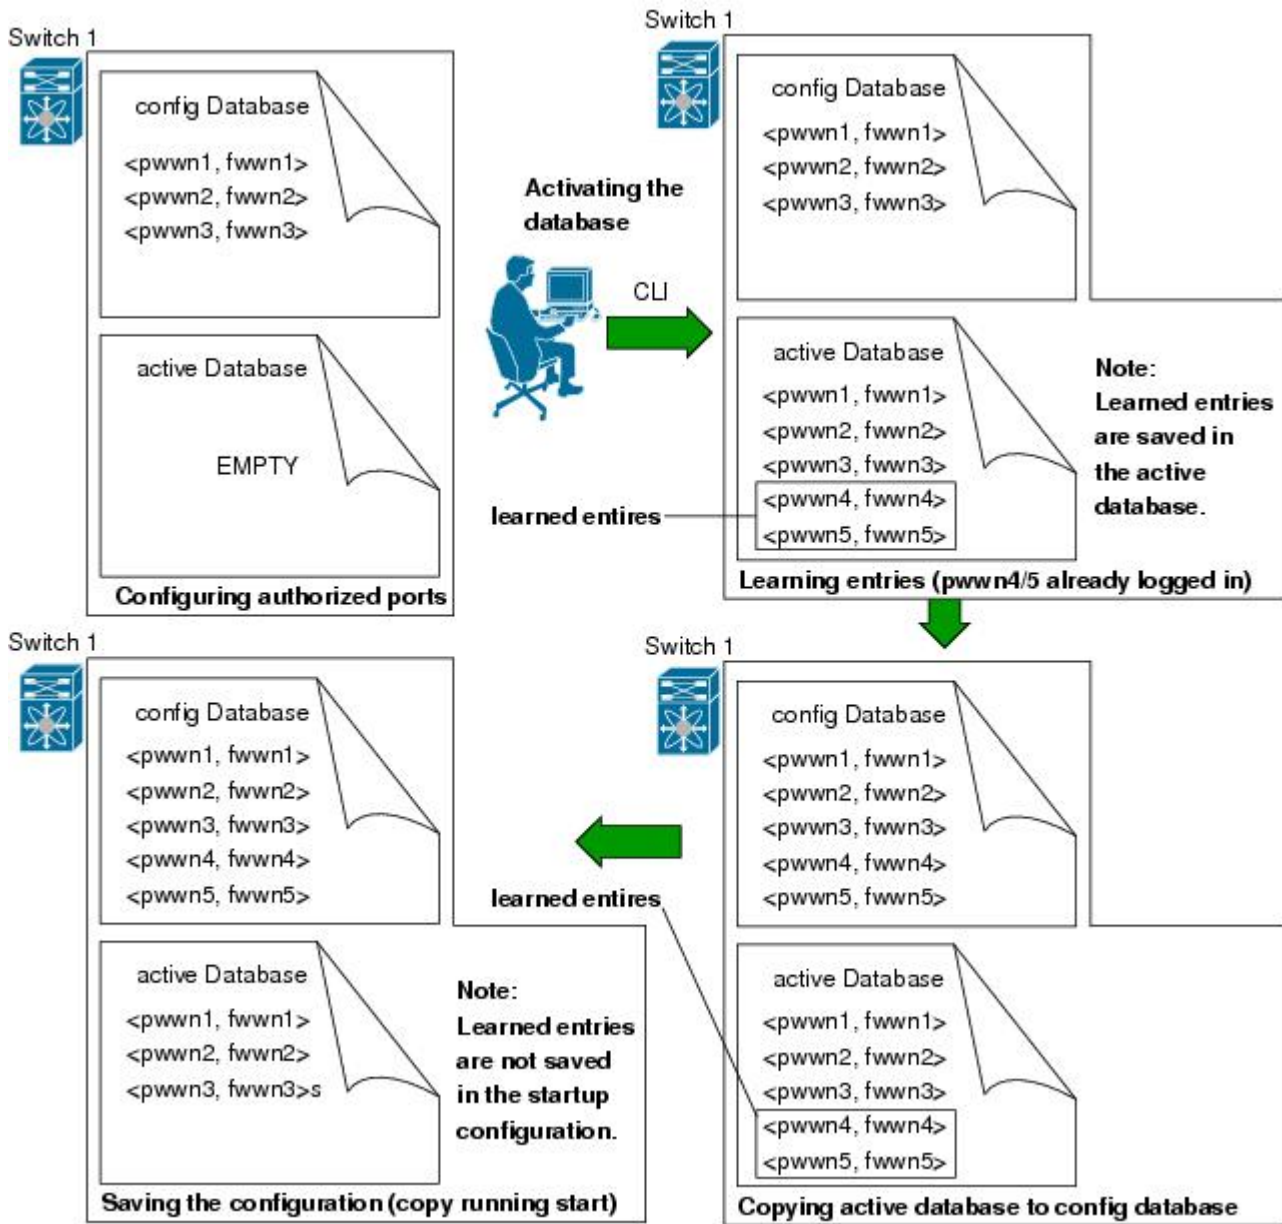 Switch 1
config Database
<pwwn1, fwwn1>
<pwwn2, fwwn2>
<pwwn3, fwwn3>
active Database
EMPTY
Configuring authorized ports
Activating the
database
CLI
Switch 1
config Database
<pwwn1, fwwn1>
<pwwn2, fwwn2>
<pwwn3, fwwn3>
active Database
<pwwn1, fwwn1>
<pwwn2, fwwn2>
<pwwn3, fwwn3>
<pwwn4, fwwn4>
<pwwn5, fwwn5>
learned entires
Note:
Learned entries
are saved in
the active
database.
Learning entries (pwwn4/5 already logged in)
Switch 1
config Database
<pwwn1, fwwn1>
<pwwn2, fwwn2>
<pwwn3, fwwn3>
<pwwn4, fwwn4>
<pwwn5, fwwn5>
active Database
<pwwn1, fwwn1>
<pwwn2, fwwn2>
<pwwn3, fwwn3>s
Note:
Learned entries
are not saved
in the startup
configuration.
Saving the configuration (copy running start)
Switch 1
config Database
<pwwn1, fwwn1>
<pwwn2, fwwn2>
<pwwn3, fwwn3>
<pwwn4, fwwn4>
<pwwn5, fwwn5>
learned entires
active Database
<pwwn1, fwwn1>
<pwwn2, fwwn2>
<pwwn3, fwwn3>
<pwwn4, fwwn4>
<pwwn5, fwwn5>
Copying active database to config database